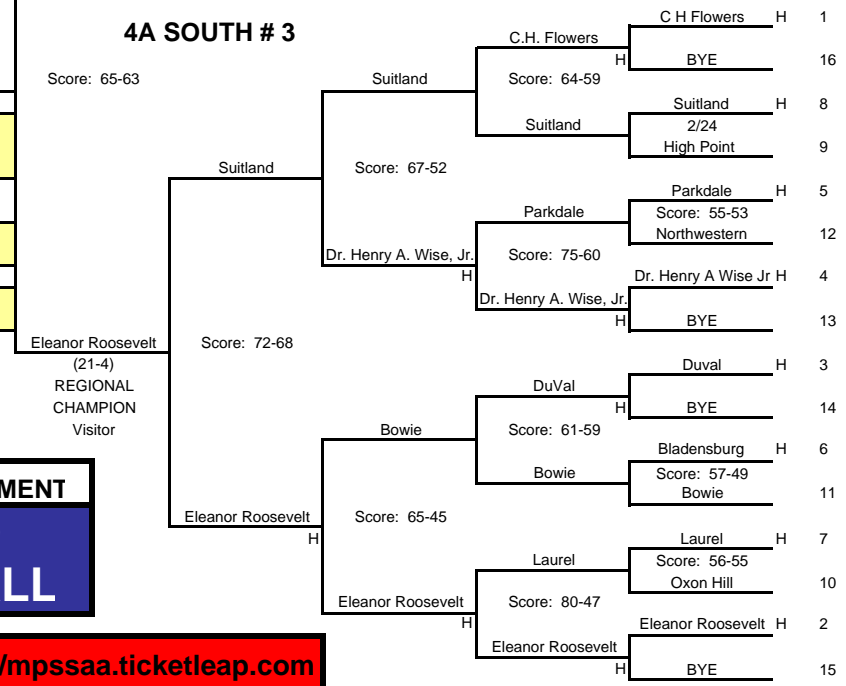 4A SOUTH # 3
C H Flowers H 1
C.H. Flowers
H BYE 16
Score: 65-63
Suitland
Score: 64-59
Suitland H 8
Suitland 2/24
High Point 9
Suitland
Score: 67-52
Parkdale H 5
Parkdale
Score: 55-53
Northwestern 12
Dr. Henry A. Wise, Jr.
H
Score: 75-60
Dr. Henry A Wise Jr H 4
Dr. Henry A. Wise, Jr.
H BYE 13
Eleanor Roosevelt
(21-4)
REGIONAL
CHAMPION
Visitor
Score: 72-68
Duval H 3
DuVal
H BYE 14
Bowie
Score: 61-59
Bladensburg H 6
Bowie
Score: 57-49
Bowie 11
MENT
LL
Eleanor Roosevelt
H
Score: 65-45
Laurel H 7
Laurel
Score: 56-55
Oxon Hill 10
Eleanor Roosevelt
H
Score: 80-47
Eleanor Roosevelt H 2
Eleanor Roosevelt
H BYE 15
/mpssaa.ticketleap.com